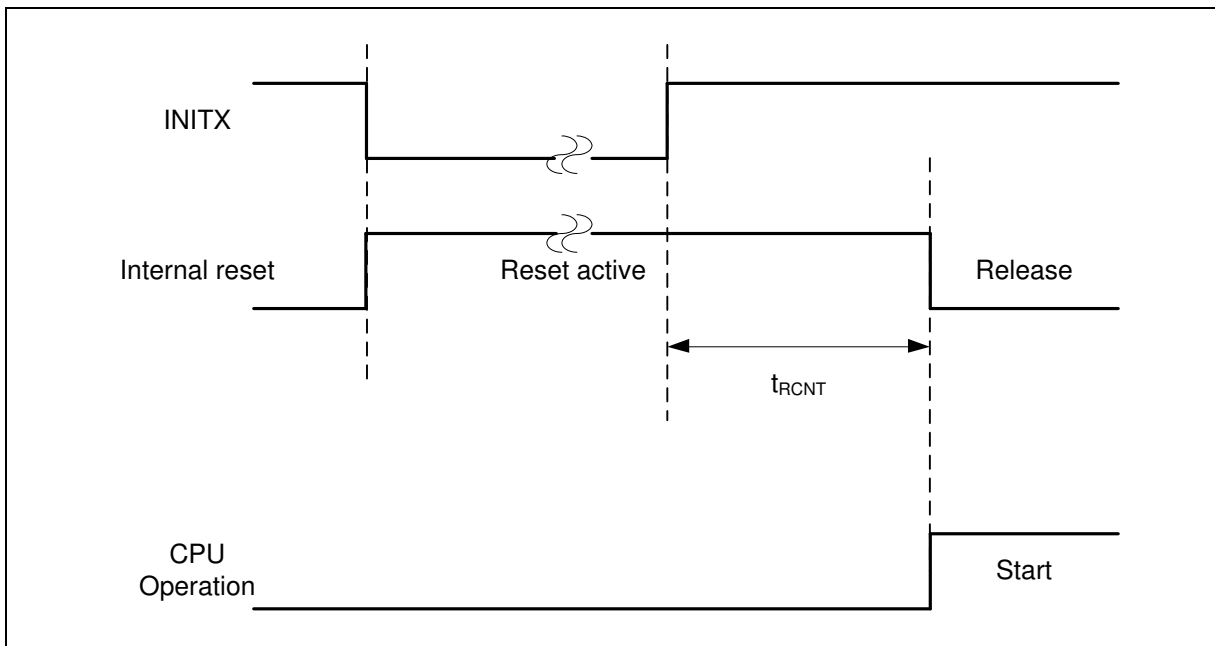 INITX
Internal reset
Reset active
Release
tRCNT
CPU
Operation
Start